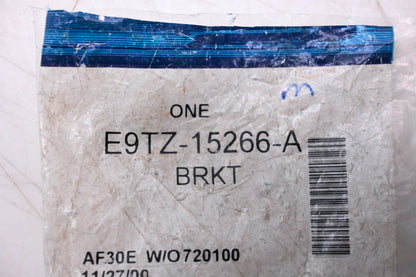 ONE
m
E9TZ-15266-A
BRKT
AF30E W/O720100
11/27/00